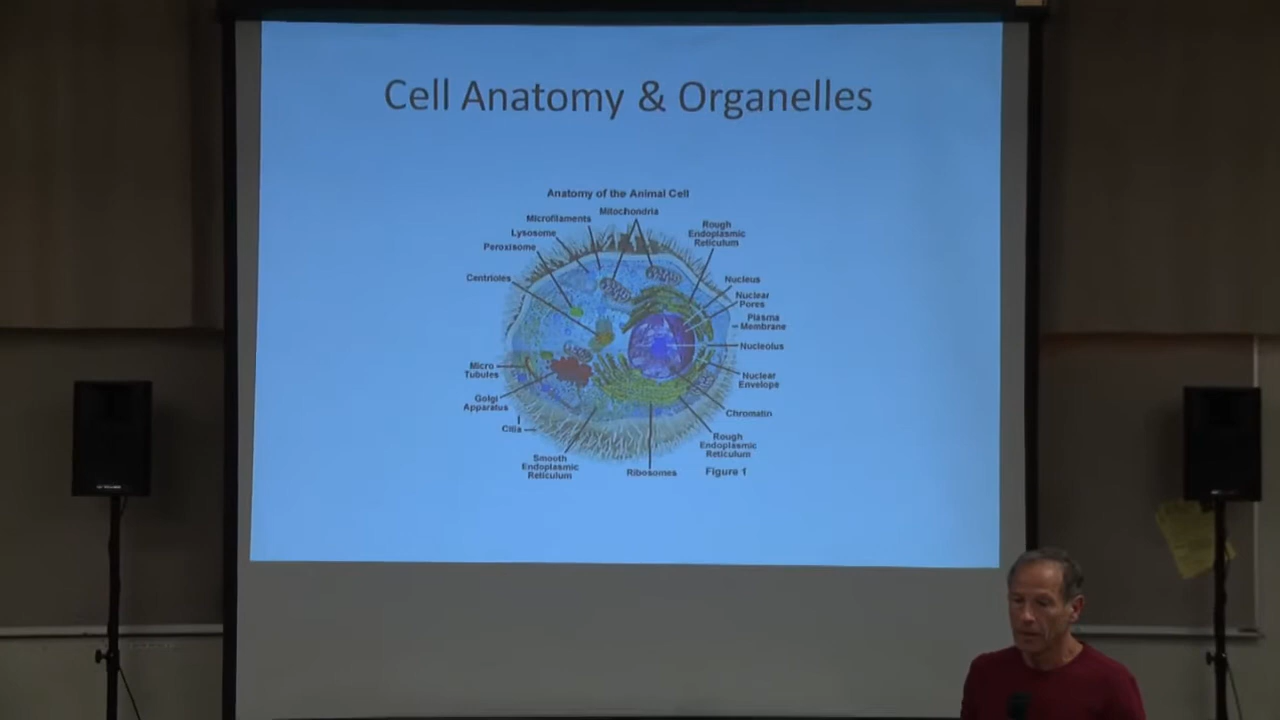 Cell Anatomy & Organelles
Anatomy of the Animal Cell
Mitochondria
Microfilaments
Lysosome
Peroxisome
Centrioles
Rough
Endoplasmic
Reticulum
Nucleus
Nuclear
Pores
Plasma
Membrane
Nucleolus
Nuclear
Envelope
Chromatin
Rough
Endoplasmic
Reticulum
Figure 1
Ribosomes
Smooth
Endoplasmic
Reticulum
Cilia
Golgi
Apparatus
Micro
Tubules